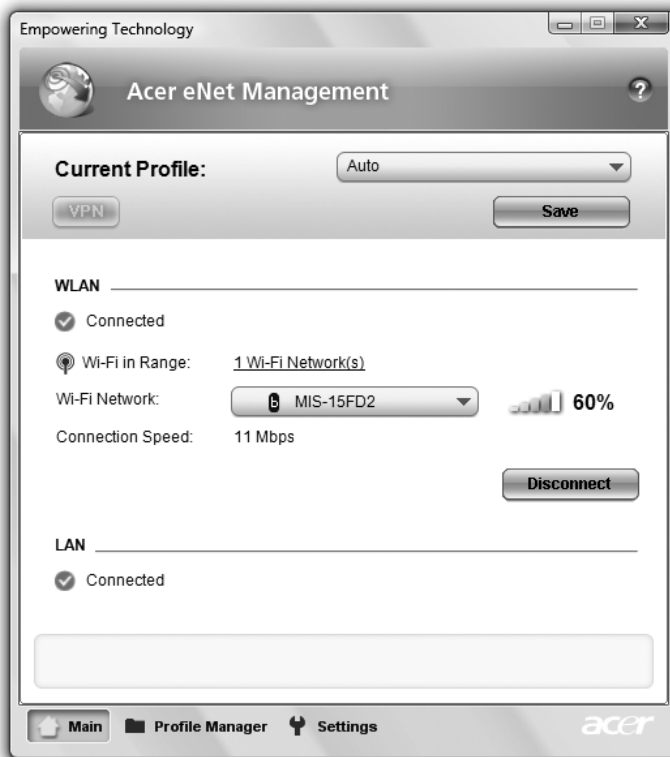 Empowering Technology
Acer eNet Management ?
Current Profile: Auto
VPN Save
WLAN
Connected
Wi-Fi in Range: 1 Wi-Fi Network(s)
Wi-Fi Network: b MIS-15FD2 60%
Connection Speed: 11 Mbps
Disconnect
LAN
Connected
Main Profile Manager Settings acer